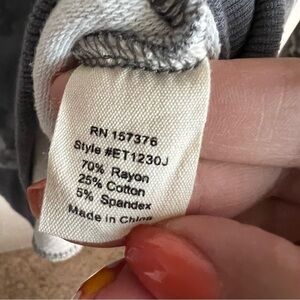 RN 157376
Style #ET1230J
70% Rayon
25% Cotton
5% Spandex
Made in China